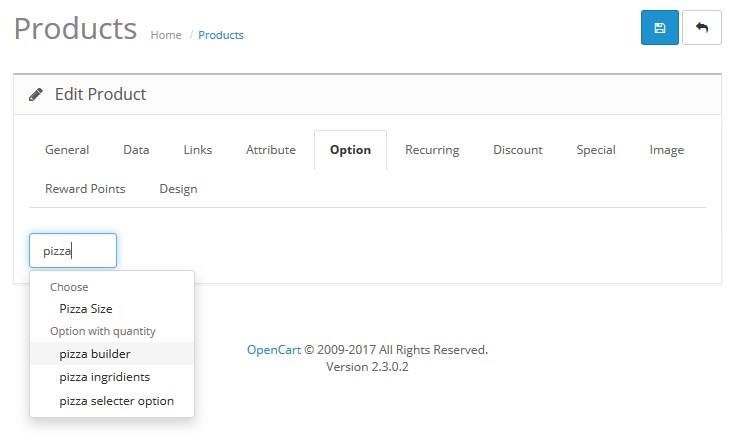 Products Home / Products
Edit Product
General Data Links Attribute Option Recurring Discount Special Image
Reward Points Design
pizza
Choose
Pizza Size
Option with quantity
pizza builder
pizza ingridients
pizza selecter option
OpenCart © 2009-2017 All Rights Reserved.
Version 2.3.0.2